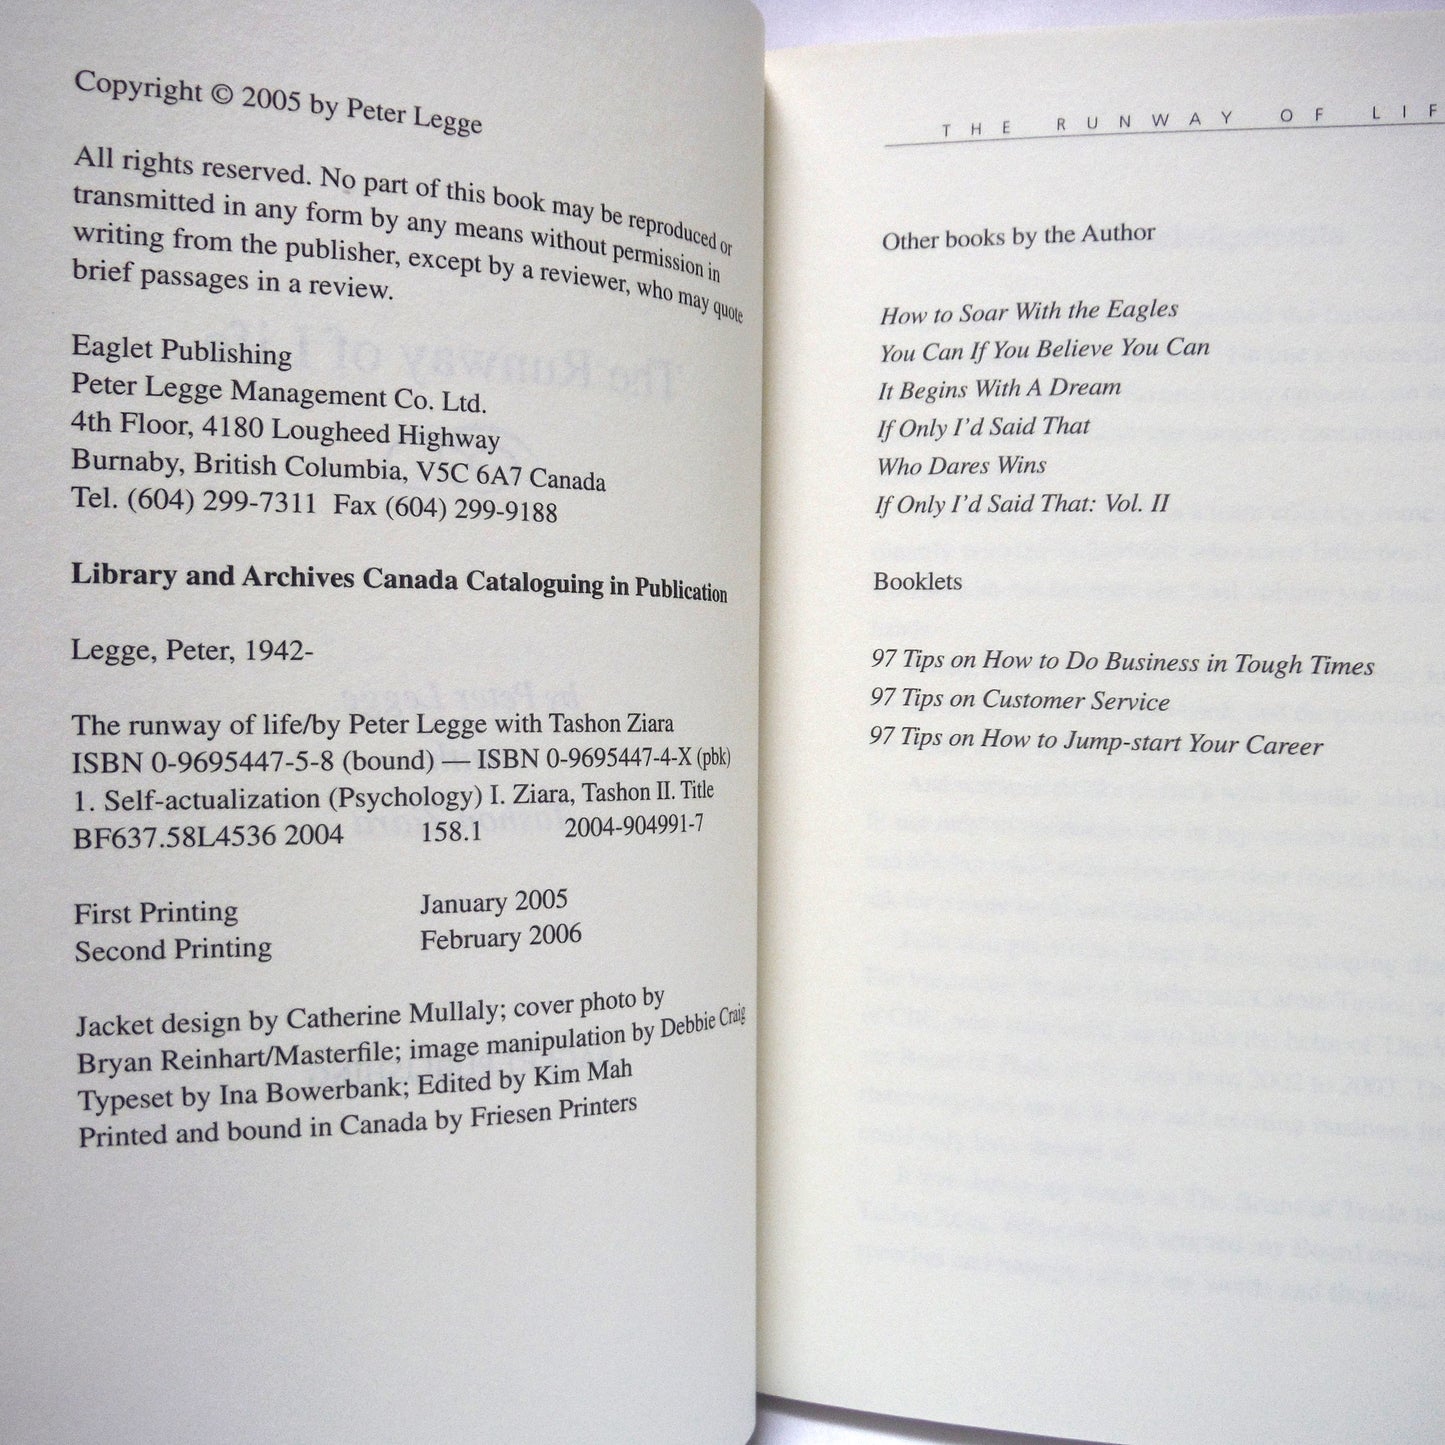 Copyright © 2005 by Peter Legge
All rights reserved. No part of this book may be reproduced or
transmitted in any form by any means without permission in
writing from the publisher, except by a reviewer, who may quote
brief passages in a review.
Eaglet Publishing
Peter Legge Management Co. Ltd.
4th Floor, 4180 Lougheed Highway
Burnaby, British Columbia, V5C 6A7 Canada
Tel. (604) 299-7311 Fax (604) 299-9188
Library and Archives Canada Cataloguing in Publication
Legge, Peter, 1942-
The runway of life/by Peter Legge with Tashon Ziara
ISBN 0-9695447-5-8 (bound) — ISBN 0-9695447-4-X (pbk)
1. Self-actualization (Psychology) I. Ziara, Tashon II. Title
BF637.58L4536 2004 158.1 2004-904991-7
First Printing January 2005
Second Printing February 2006
Jacket design by Catherine Mullaly; cover photo by
Bryan Reinhart/Masterfile; image manipulation by Debbie Craig
Typeset by Ina Bowerbank; Edited by Kim Mah
Printed and bound in Canada by Friesen Printers
THE RUNWAY OF LIF
Other books by the Author
How to Soar With the Eagles
You Can If You Believe You Can
It Begins With A Dream
If Only I'd Said That
Who Dares Wins
If Only I'd Said That: Vol. II
Booklets
97 Tips on How to Do Business in Tough Times
97 Tips on Customer Service
97 Tips on How to Jump-start Your Career